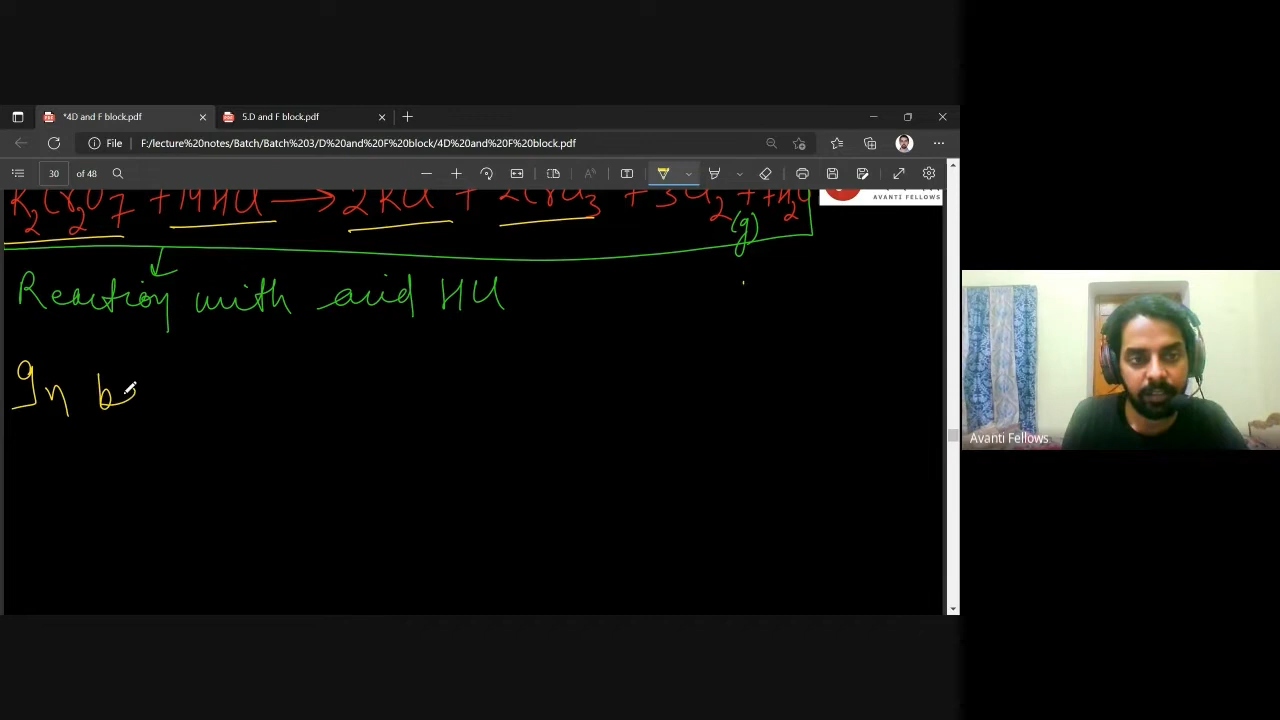 *4D and F block.pdf
5.D and F block.pdf
File F:/lecture%20notes/Batch/Batch%203/D%20and%20F%20block/4D%20and%20F%20block.pdf
30 of 48
K2Cr2O7 + 14HCl → 2KCl + 2CrCl3 + 3Cl2 + 7H2O
(g)
AVANTI FELLOWS
Reaction with acid HCl
In
Avanti Fellows